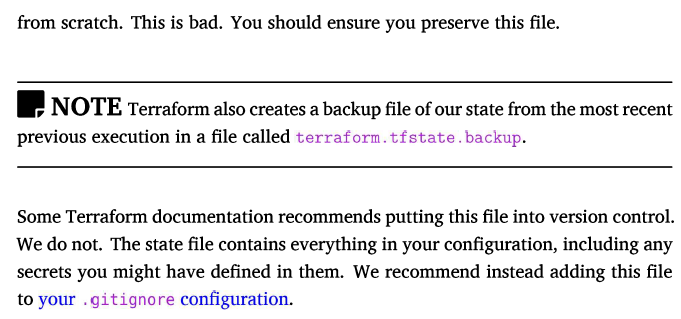 from scratch. This is bad. You should ensure you preserve this file.
NOTE Terraform also creates a backup file of our state from the most recent
previous execution in a file called terraform.tfstate.backup.
Some Terraform documentation recommends putting this file into version control.
We do not. The state file contains everything in your configuration, including any
secrets you might have defined in them. We recommend instead adding this file
to your .gitignore configuration.